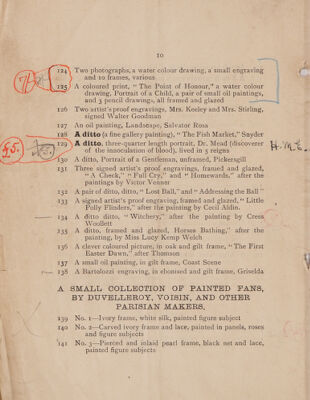 10
124 Two photographs, a water colour drawing, a small engraving
and 10 frames, various
125 A coloured print, "The Point of Honour," a water colour
drawing, Portrait of a Child, a pair of small oil paintings,
and 3 pencil drawings, all framed and glazed
126 Two artist's proof engravings, Mrs. Keeley and Mrs. Stirling,
signed Walter Goodman
127 An oil painting, Landscape, Salvator Rosa
128 A ditto (a fine gallery painting), "The Fish Market," Snyder
129 A ditto, three-quarter length portrait, Dr. Mead (discoverer
of the innoculation of blood), lived in 5 reigns
130 A ditto, Portrait of a Gentleman, unframed, Pickersgill
131 Three signed artist's proof engravings, framed and glazed,
"A Check," "Full Cry," and "Homewards," after the
paintings by Victor Venner
132 A pair of ditto, ditto, "Lost Ball," and "Addressing the Ball"
133 A signed artist's proof engraving, framed and glazed, "Little
Polly Flinders," after the painting by Cecil Aldin.
134 A ditto ditto, "Witchery," after the painting by Cress
Woollett
135 A ditto, framed and glazed, Horses Bathing," after the
painting, by Miss Lucy Kemp Welch
136 A clever coloured picture, in oak and gilt frame, "The First
Easter Dawn," after Thomson
137 A small oil painting, in gilt frame, Coast Scene
138 A Bartolozzi engraving, in ebonised and gilt frame, Griselda
A SMALL COLLECTION OF PAINTED FANS,
BY DUVELLEROY, VOISIN, AND OTHER
PARISIAN MAKERS.
139 No. 1—Ivory frame, white silk, painted figure subject
140 No. 2—Carved ivory frame and lace, painted in panels, roses
and figure subjects
141 No. 3—Pierced and inlaid pearl frame, black net and lace,
painted figure subjects